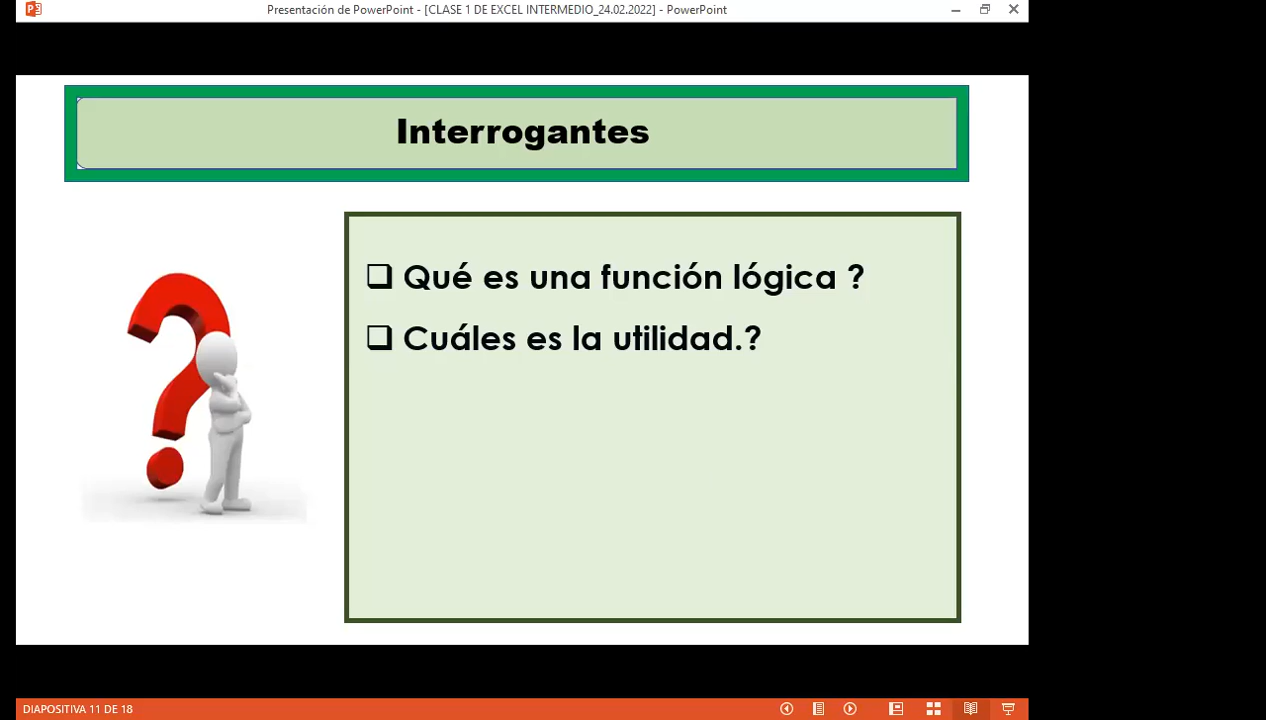 Presentación de PowerPoint - [CLASE 1 DE EXCEL INTERMEDIO_24.02.2022] - PowerPoint
Interrogantes
❑ Qué es una función lógica ?
❑ Cuáles es la utilidad.?
DIAPOSITIVA 11 DE 18